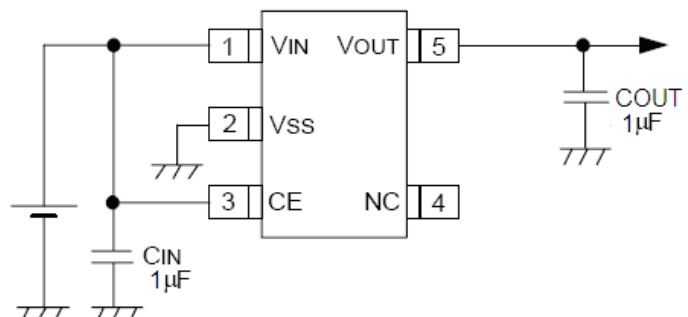 1 VIN VOUT 5
2 VSS
3 CE NC 4
CIN
1μF
COUT
1μF